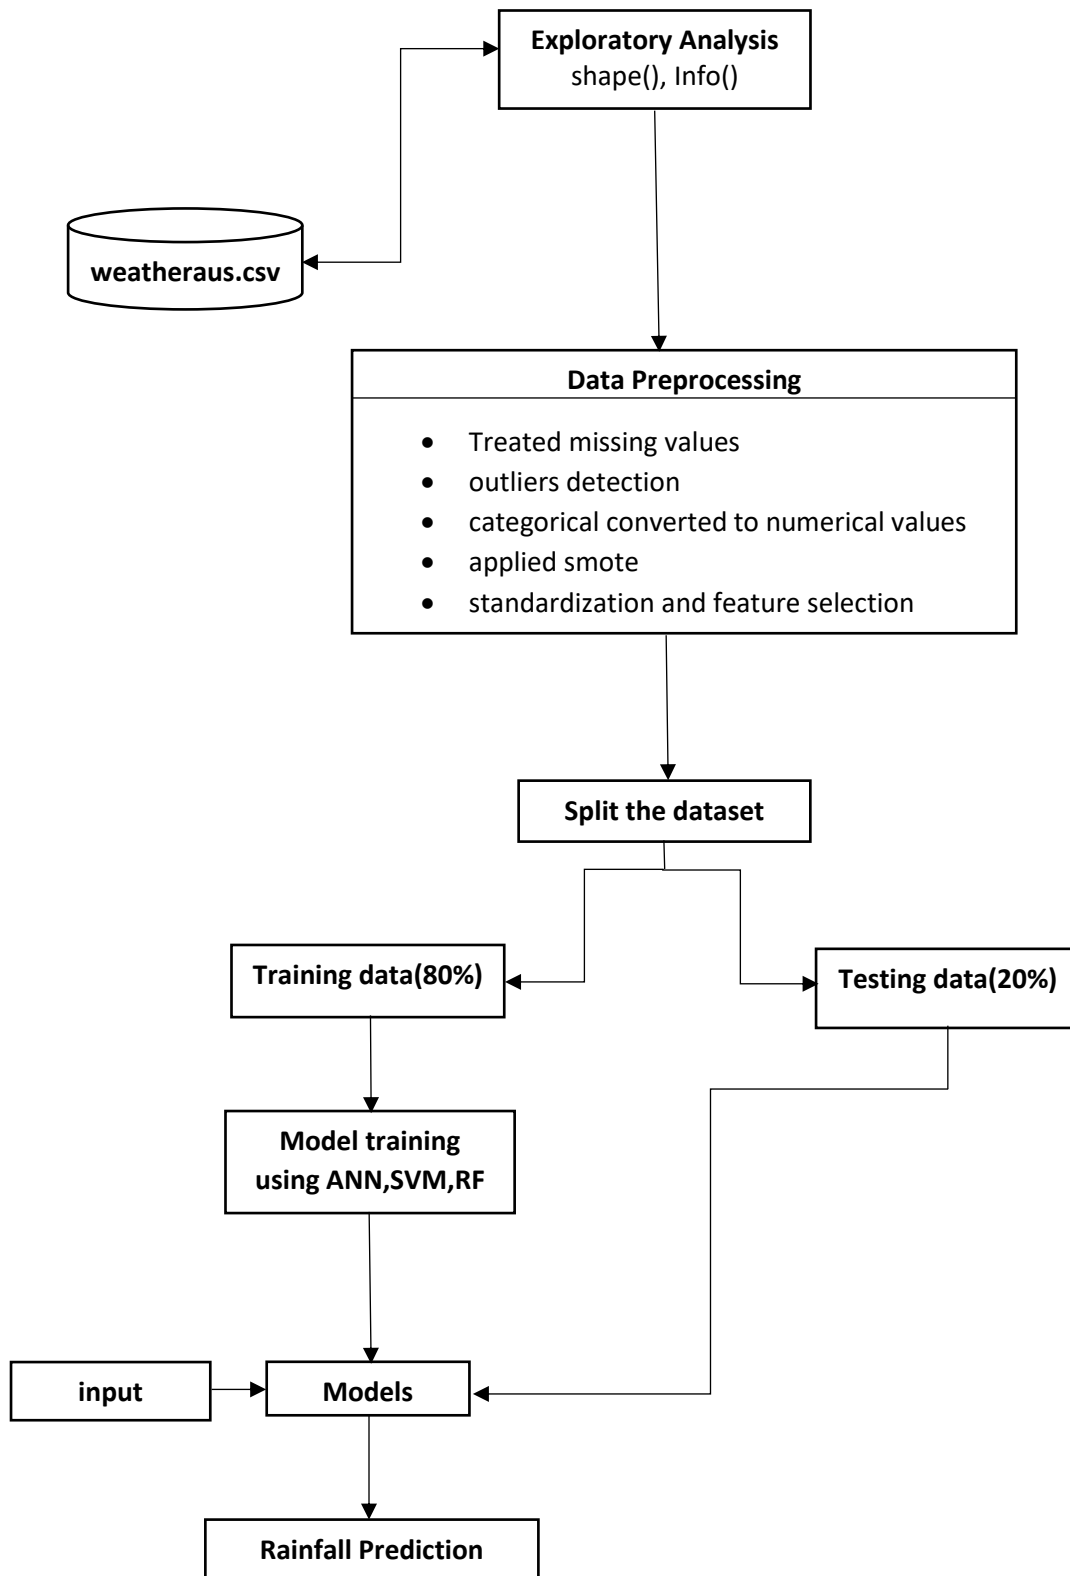 Exploratory Analysis
shape(), Info()
weatheraus.csv
Data Preprocessing
• Treated missing values
• outliers detection
• categorical converted to numerical values
• applied smote
• standardization and feature selection
Split the dataset
Training data(80%)
Testing data(20%)
Model training
using ANN,SVM,RF
input
Models
Rainfall Prediction